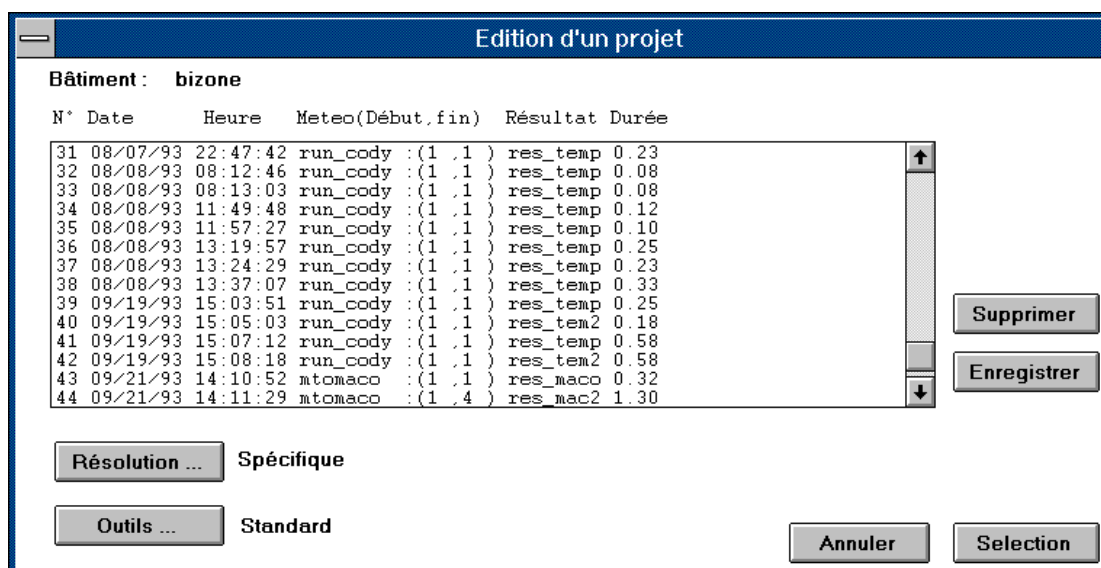 Edition d'un projet
Bâtiment : bizone
N° Date Heure Meteo(Début,fin) Résultat Durée
31 08/07/93 22:47:42 run_cody :(1 ,1 ) res_temp 0.23
32 08/08/93 08:12:46 run_cody :(1 ,1 ) res_temp 0.08
33 08/08/93 08:13:03 run_cody :(1 ,1 ) res_temp 0.08
34 08/08/93 11:49:48 run_cody :(1 ,1 ) res_temp 0.12
35 08/08/93 11:57:27 run_cody :(1 ,1 ) res_temp 0.10
36 08/08/93 13:19:57 run_cody :(1 ,1 ) res_temp 0.25
37 08/08/93 13:24:29 run_cody :(1 ,1 ) res_temp 0.23
38 08/08/93 13:37:07 run_cody :(1 ,1 ) res_temp 0.33
39 09/19/93 15:03:51 run_cody :(1 ,1 ) res_temp 0.25
40 09/19/93 15:05:03 run_cody :(1 ,1 ) res_tem2 0.18
41 09/19/93 15:07:12 run_cody :(1 ,1 ) res_temp 0.58
42 09/19/93 15:08:18 run_cody :(1 ,1 ) res_tem2 0.58
43 09/21/93 14:10:52 mtomaco :(1 ,1 ) res_maco 0.32
44 09/21/93 14:11:29 mtomaco :(1 ,4 ) res_mac2 1.30
Supprimer
Enregistrer
Résolution ... Spécifique
Outils ... Standard
Annuler Selection